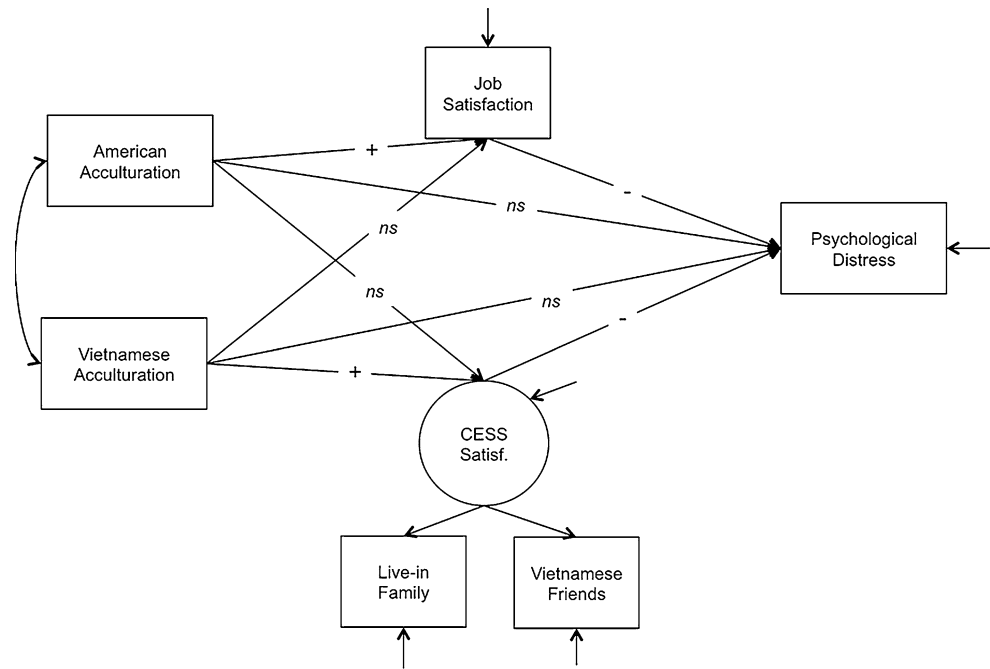 Job
Satisfaction
American
Acculturation
+
-
ns
Psychological
Distress
ns
ns
ns
-
Vietnamese
Acculturation
+
CESS
Satisf.
Live-in
Family
Vietnamese
Friends